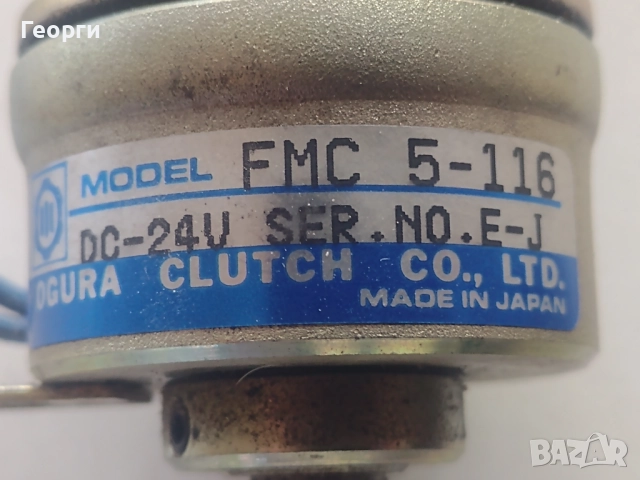 Георги
MODEL FMC 5-116
DC-24V SER.NO.E-J
OGURA CLUTCH CO., LTD.
MADE IN JAPAN
BAZAR